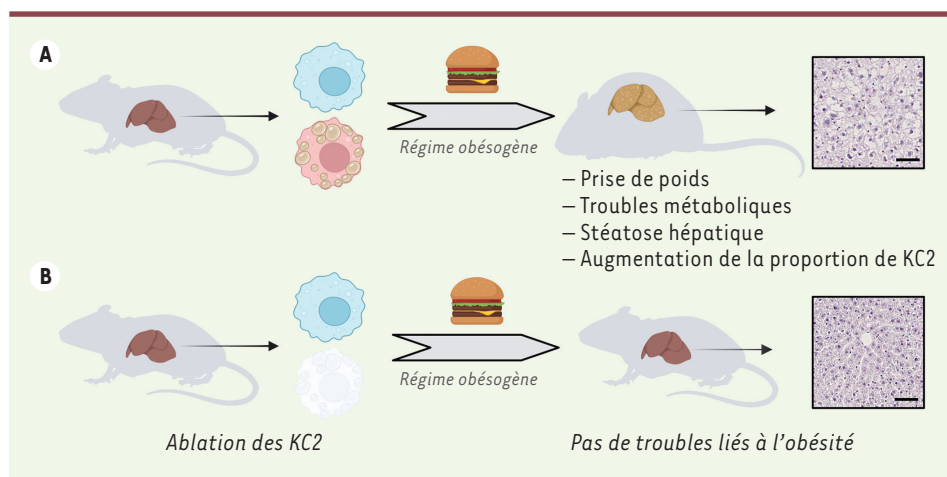 A
Régime obésogène
– Prise de poids
– Troubles métaboliques
– Stéatose hépatique
– Augmentation de la proportion de KC2
B
Régime obésogène
Ablation des KC2
Pas de troubles liés à l'obésité